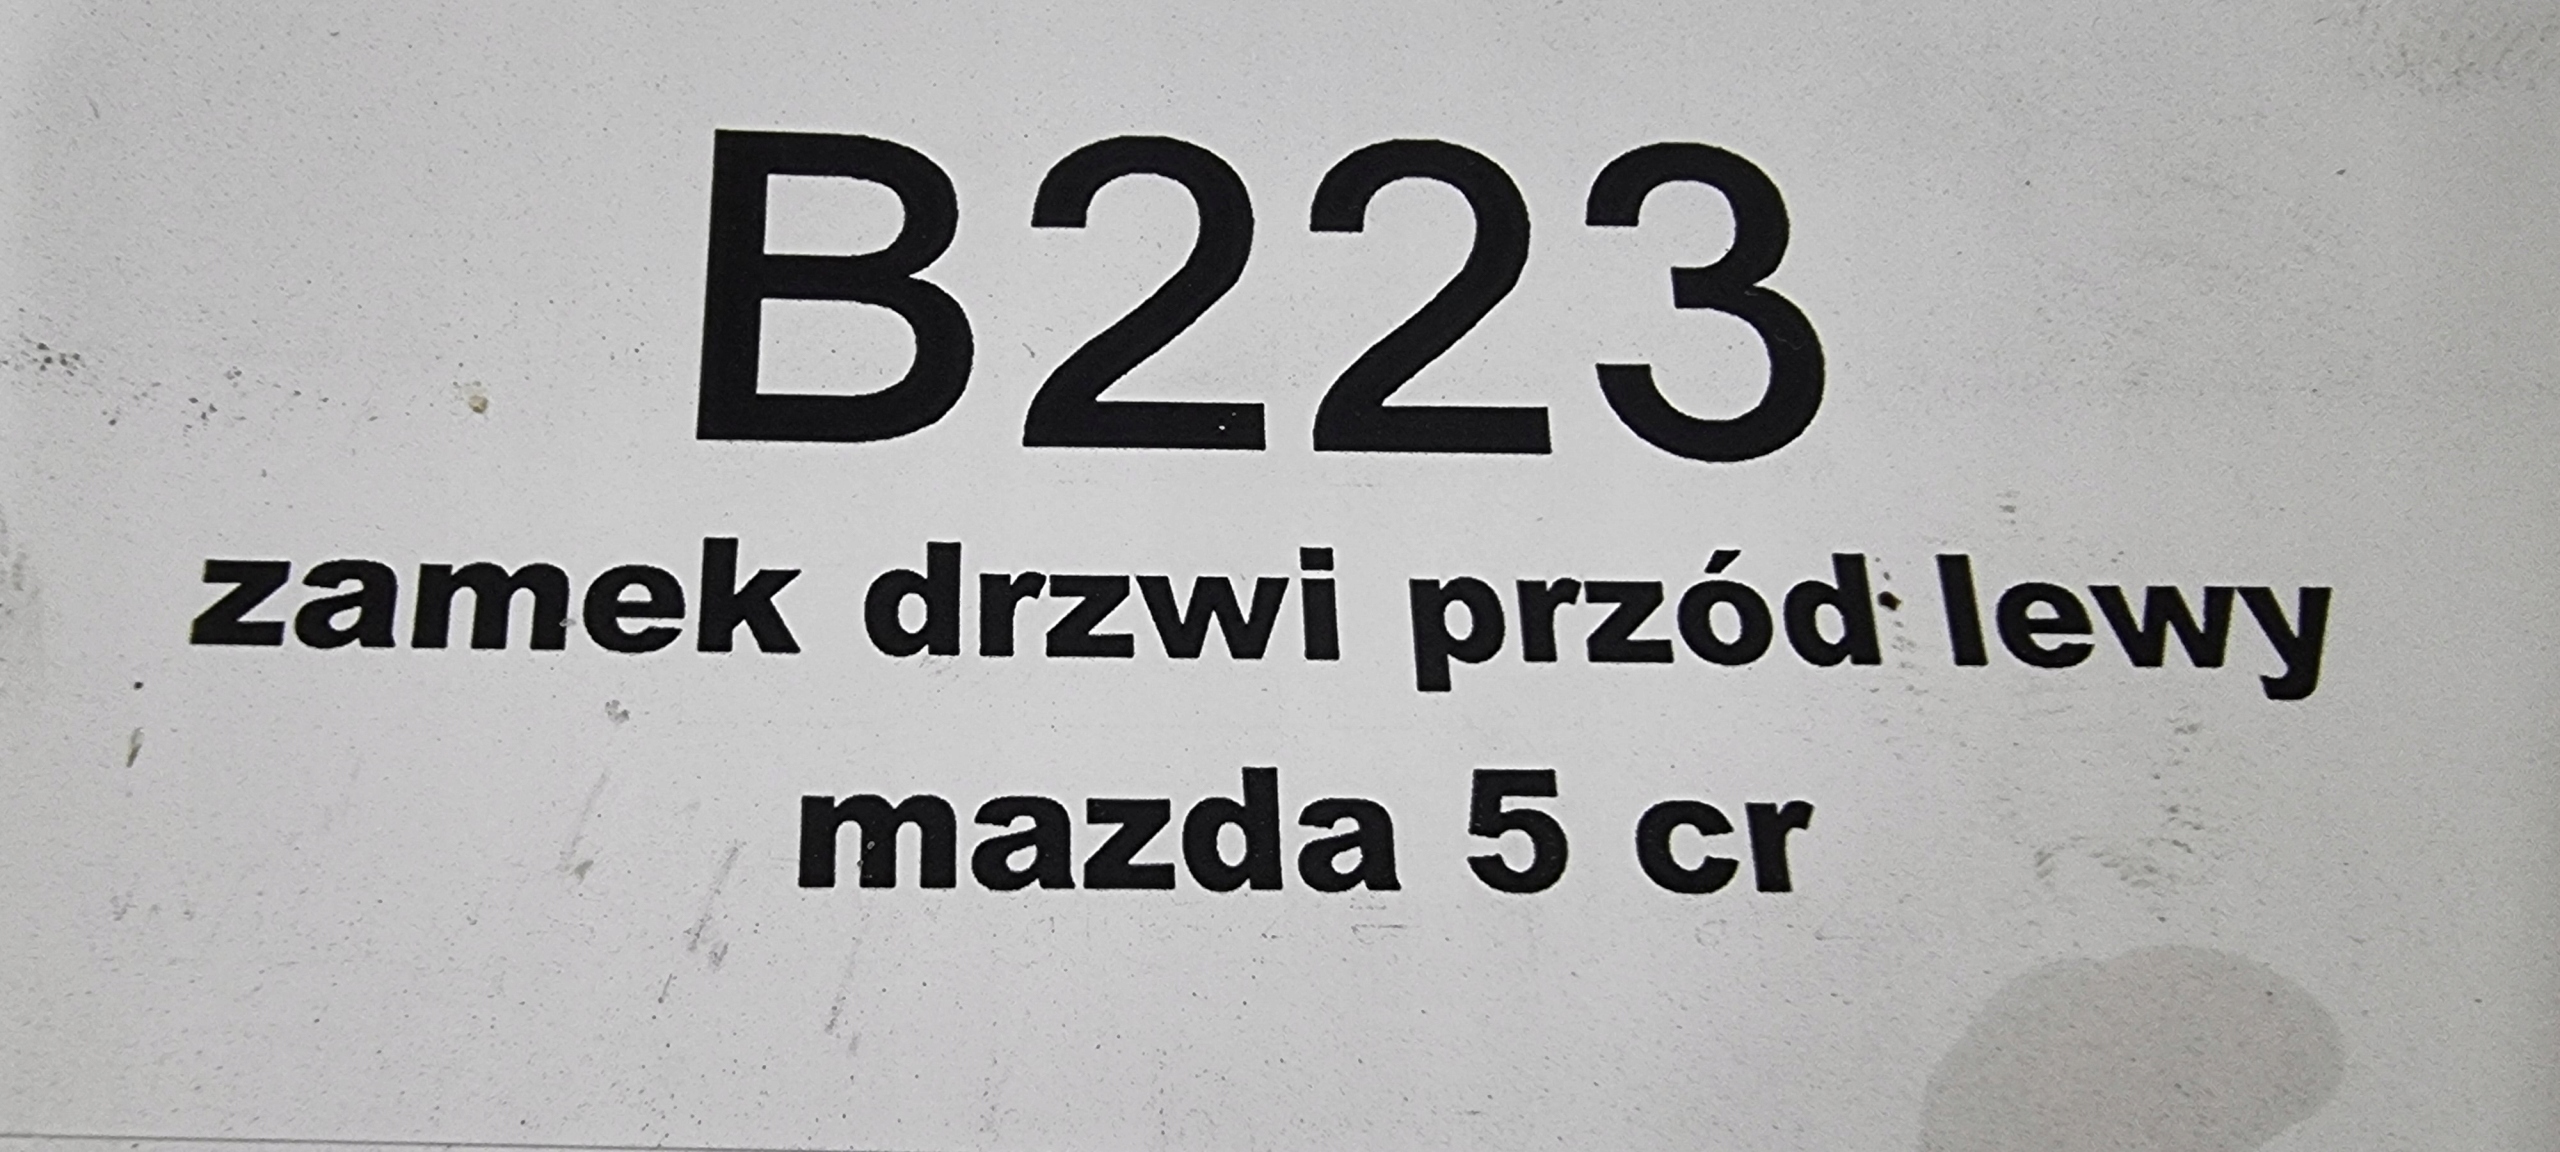 B223
zamek drzwi przód lewy
mazda 5 cr